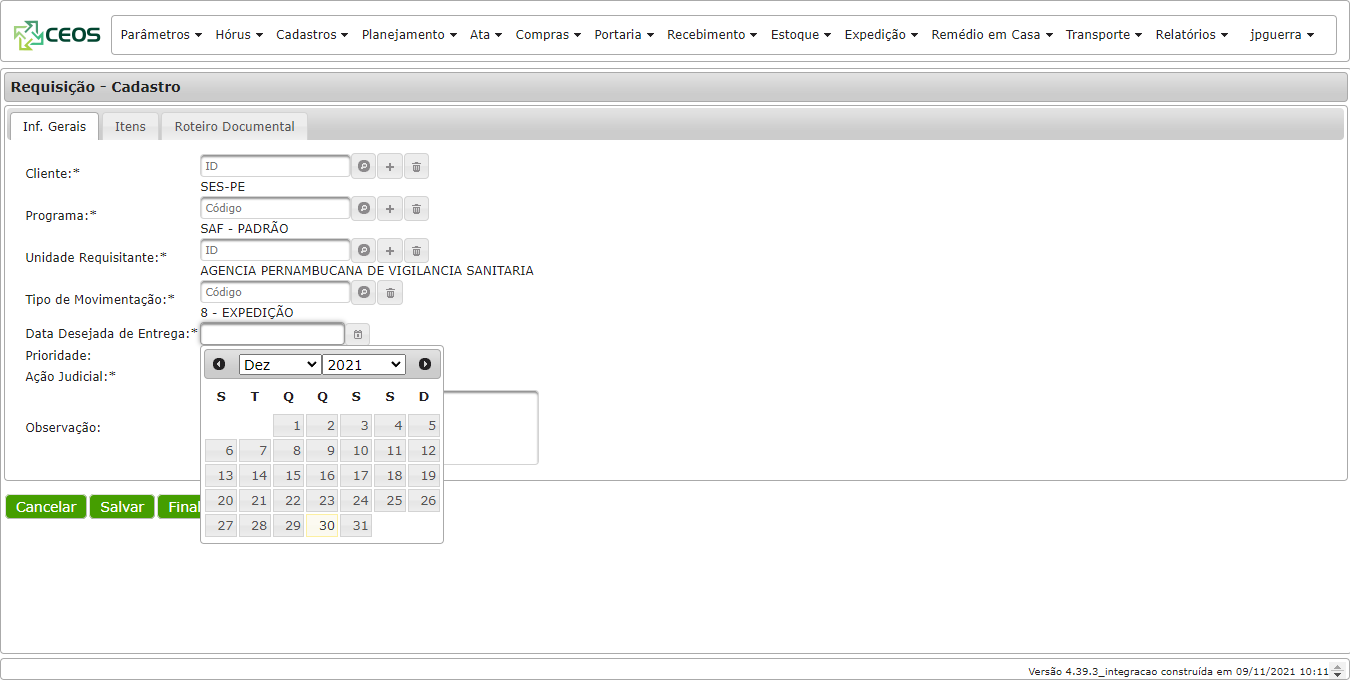 CEOS Parâmetros Hórus Cadastros Planejamento Ata Compras Portaria Recebimento Estoque Expedição Remédio em Casa Transporte Relatórios jpguerra
Requisição - Cadastro
Inf. Gerais Itens Roteiro Documental
Cliente:* ID
SES-PE
Programa:* Código
SAF - PADRÃO
Unidade Requisitante:* ID
AGENCIA PERNAMBUCANA DE VIGILANCIA SANITARIA
Tipo de Movimentação:* Código
8 - EXPEDIÇÃO
Data Desejada de Entrega:*
Prioridade:
Ação Judicial:*
Observação:
Dez 2021
S T Q Q S S D
1 2 3 4 5
6 7 8 9 10 11 12
13 14 15 16 17 18 19
20 21 22 23 24 25 26
27 28 29 30 31
Cancelar Salvar Final
Versão 4.39.3_integracao construída em 09/11/2021 10:11